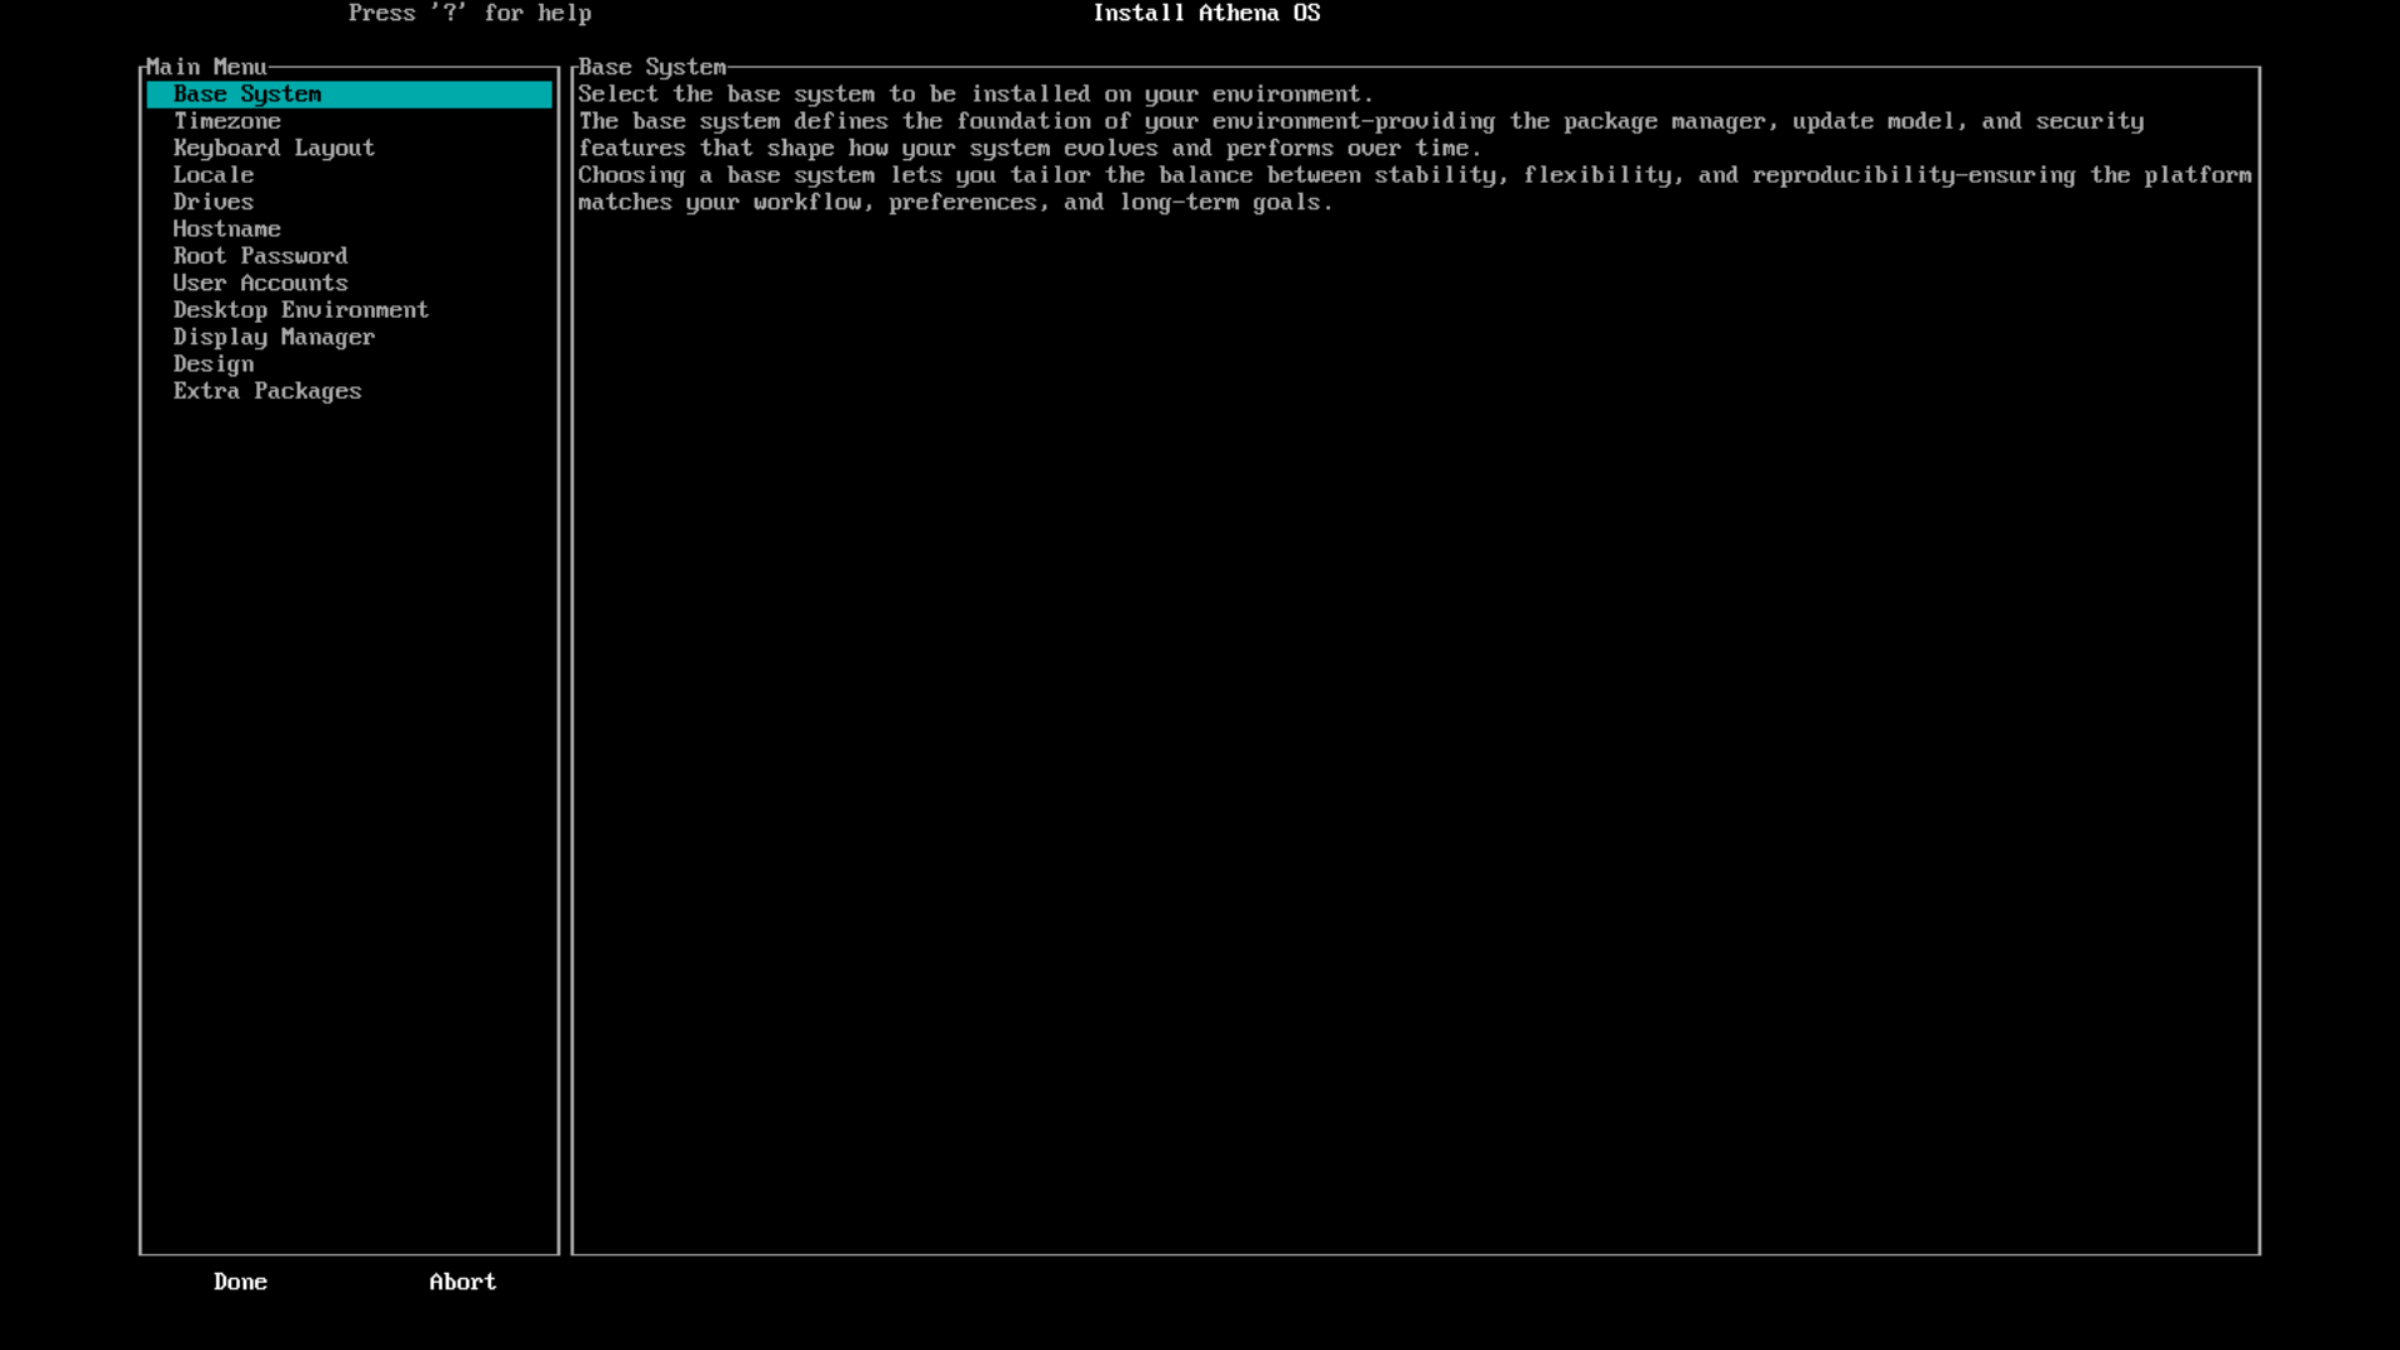 Press '?' for help
Install Athena OS
Main Menu
Base System
Timezone
Keyboard Layout
Locale
Drives
Hostname
Root Password
User Accounts
Desktop Environment
Display Manager
Design
Extra Packages
Base System
Select the base system to be installed on your environment.
The base system defines the foundation of your environment-providing the package manager, update model, and security
features that shape how your system evolves and performs over time.
Choosing a base system lets you tailor the balance between stability, flexibility, and reproducibility-ensuring the platform
matches your workflow, preferences, and long-term goals.
Done
Abort